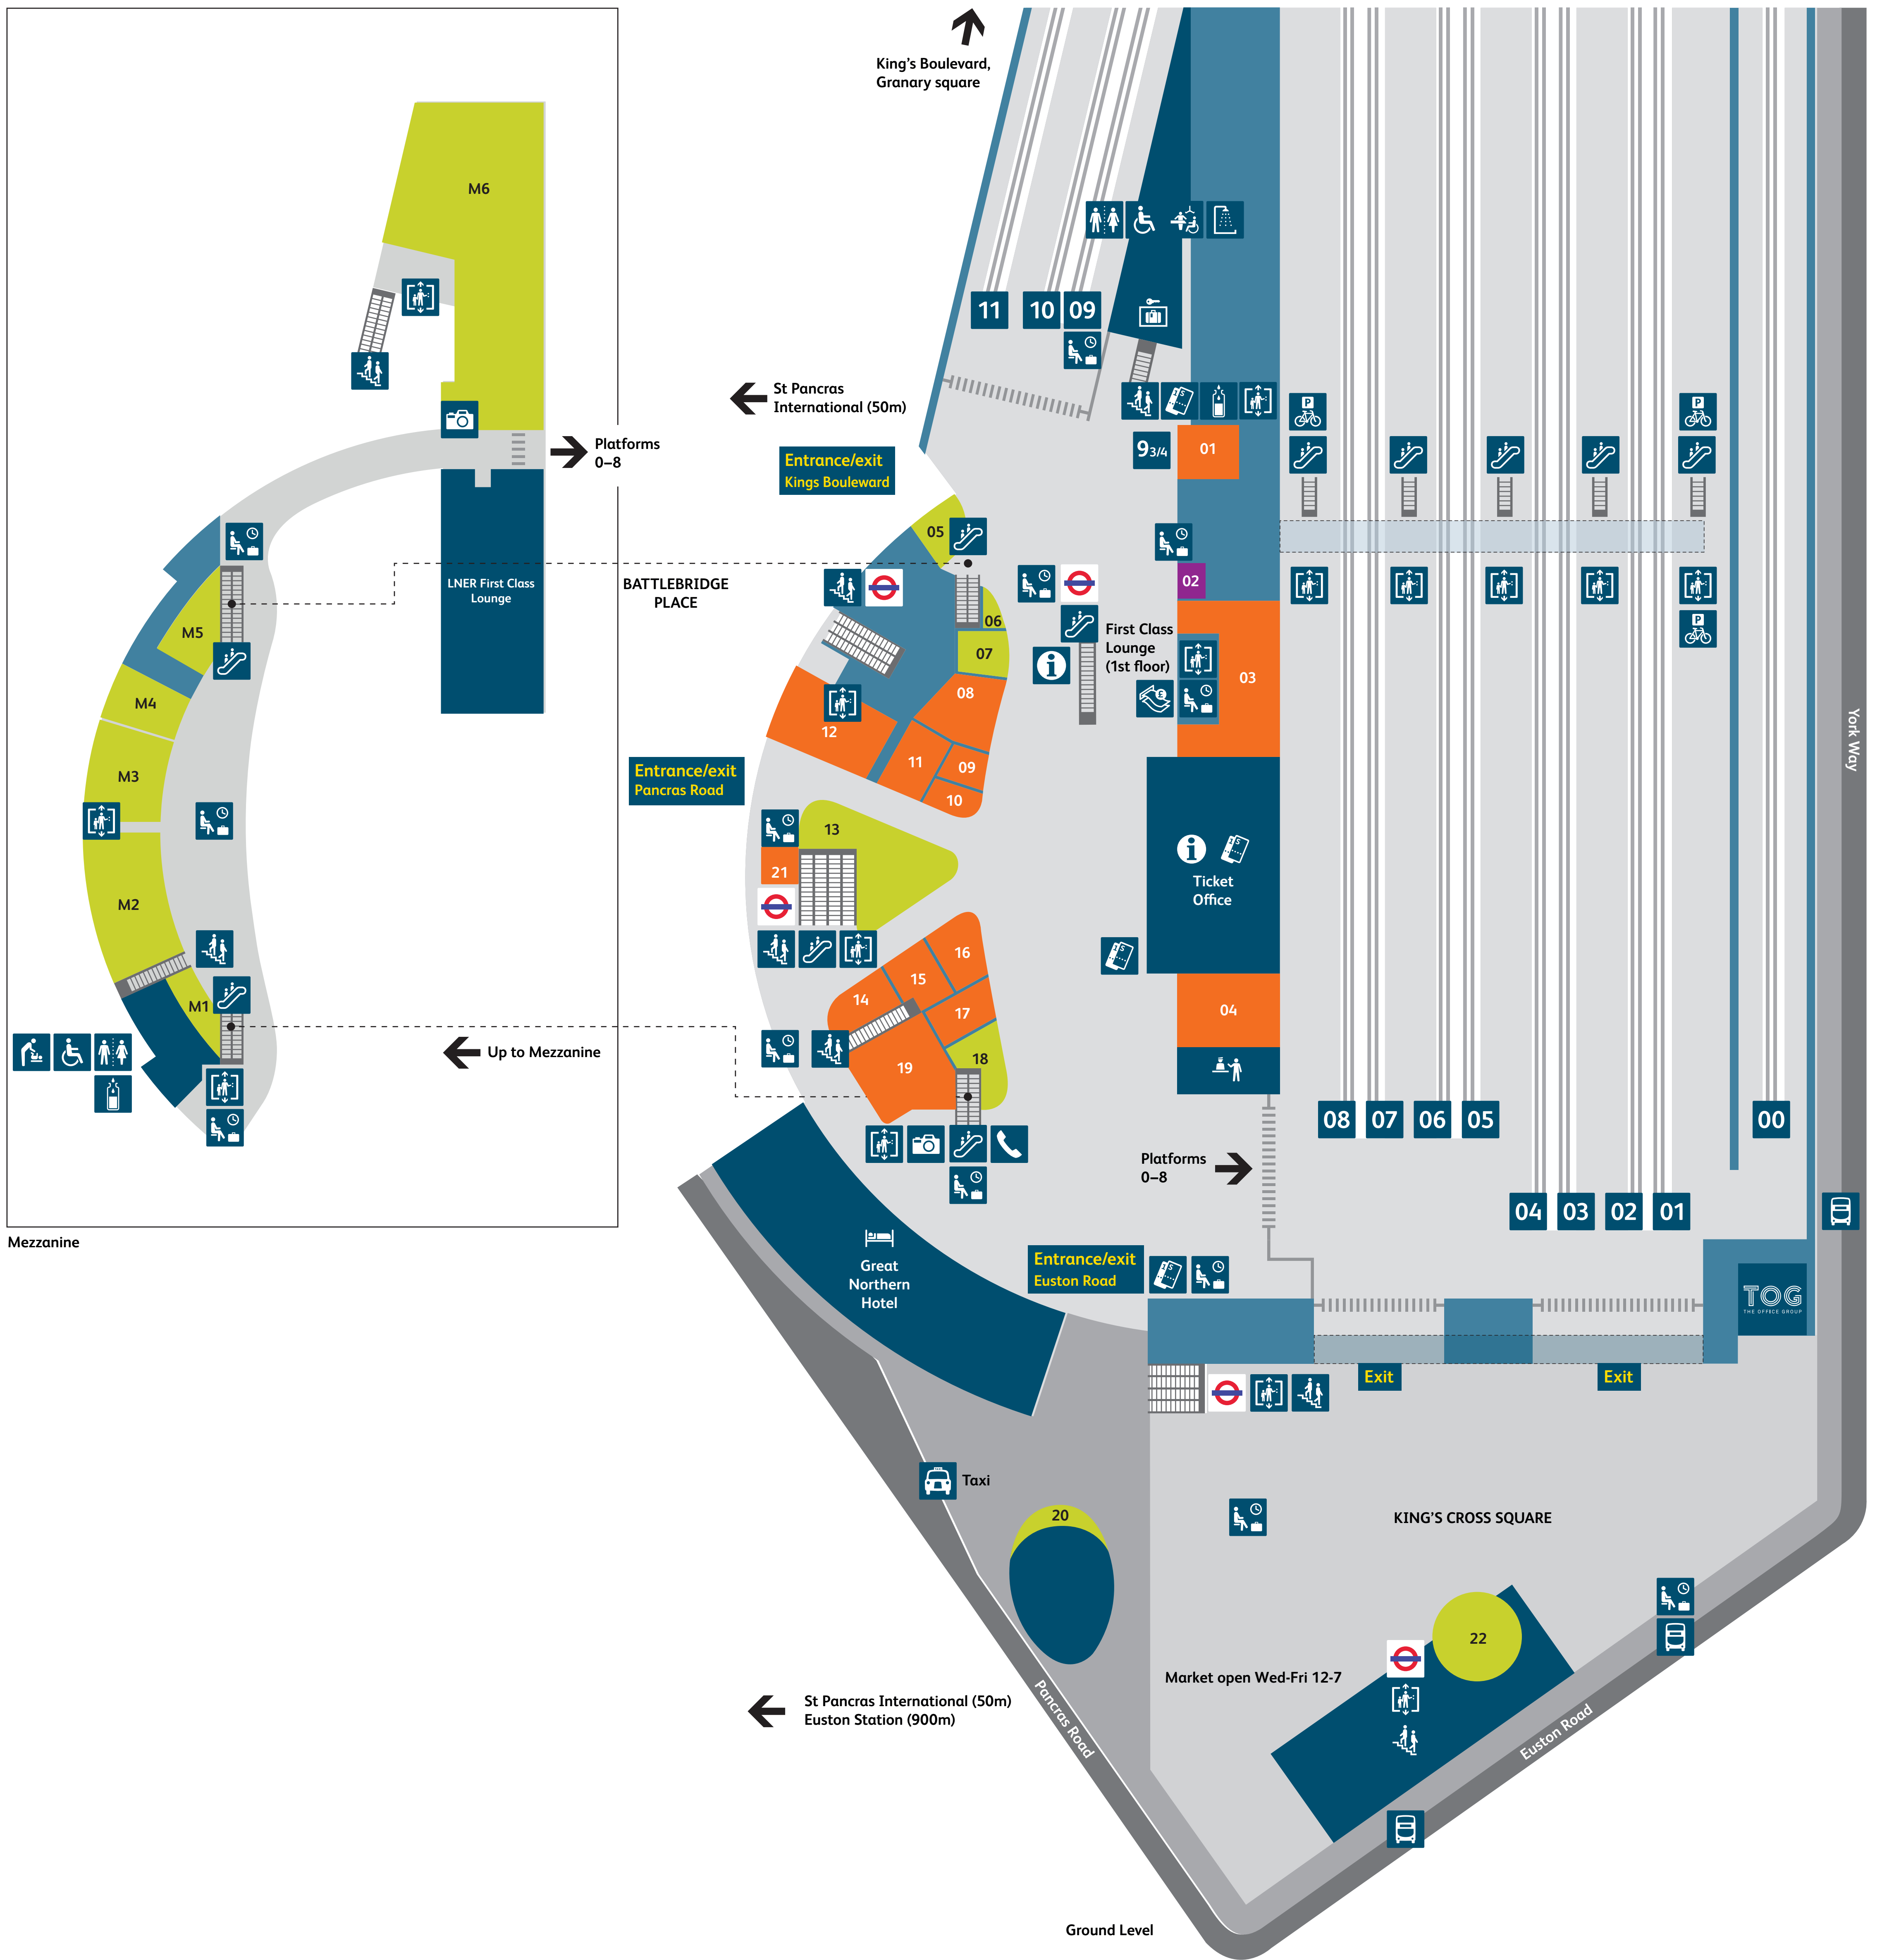 King's Boulevard,
Granary square
M6
11
10
09
St Pancras
International (50m)
Platforms
0–8
Entrance/exit
Kings Bouleward
9 3/4
01
05
LNER First Class
Lounge
BATTLEBRIDGE
PLACE
02
06
07
First Class
Lounge
(1st floor)
03
M5
M4
M3
M2
M1
08
12
11
09
10
Entrance/exit
Pancras Road
York Way
13
21
Ticket
Office
16
15
14
17
18
19
04
Up to Mezzanine
08
07
06
05
00
Platforms
0–8
04
03
02
01
Mezzanine
Great
Northern
Hotel
Entrance/exit
Euston Road
TOG
THE OFFICE GROUP
Exit
Exit
Taxi
20
KING'S CROSS SQUARE
22
Market open Wed-Fri 12-7
St Pancras International (50m)
Euston Station (900m)
Pancras Road
Euston Road
Ground Level